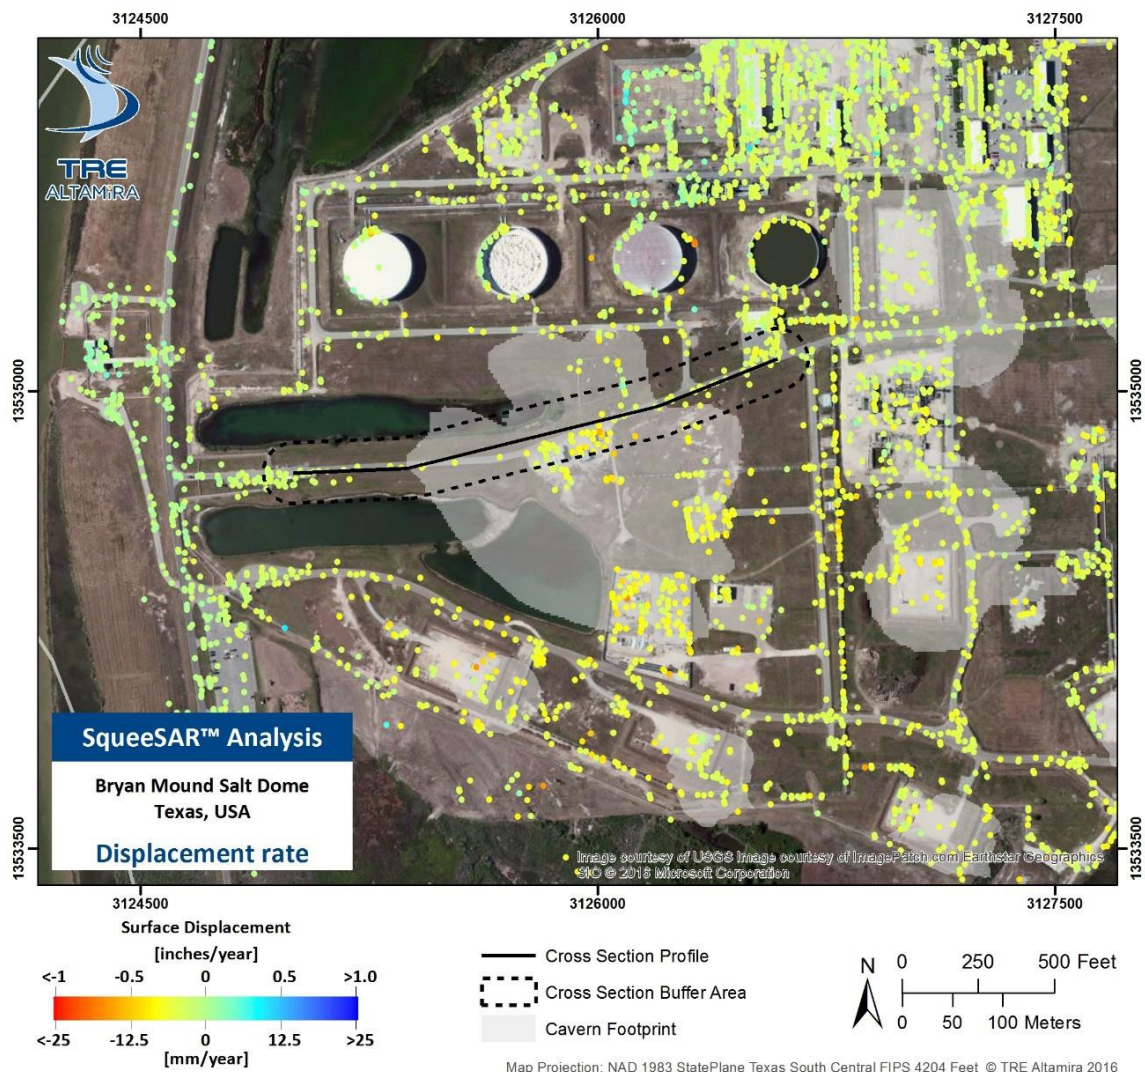 3124500
3126000
3127500
TRE
ALTAMIRA
13535000
13535000
13533500
13533500
SqueeSAR™ Analysis
Bryan Mound Salt Dome
Texas, USA
Displacement rate
Image courtesy of USGS Image courtesy of ImagePatch.com Earthstar Geographics
SIO © 2016 Microsoft Corporation
3124500
3126000
3127500
Surface Displacement
[inches/year]
<-1 -0.5 0 0.5 >1.0
<-25 -12.5 0 12.5 >25
[mm/year]
Cross Section Profile
Cross Section Buffer Area
Cavern Footprint
N
0 250 500 Feet
0 50 100 Meters
Map Projection: NAD 1983 StatePlane Texas South Central FIPS 4204 Feet © TRE Altamira 2016